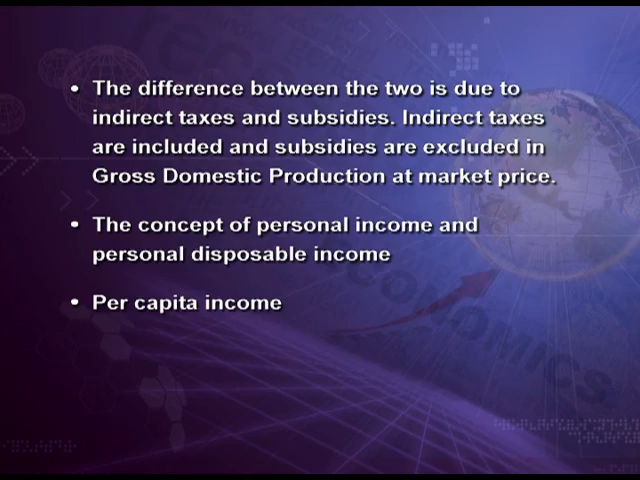 • The difference between the two is due to
indirect taxes and subsidies. Indirect taxes
are included and subsidies are excluded in
Gross Domestic Production at market price.
• The concept of personal income and
personal disposable income
• Per capita income
economics